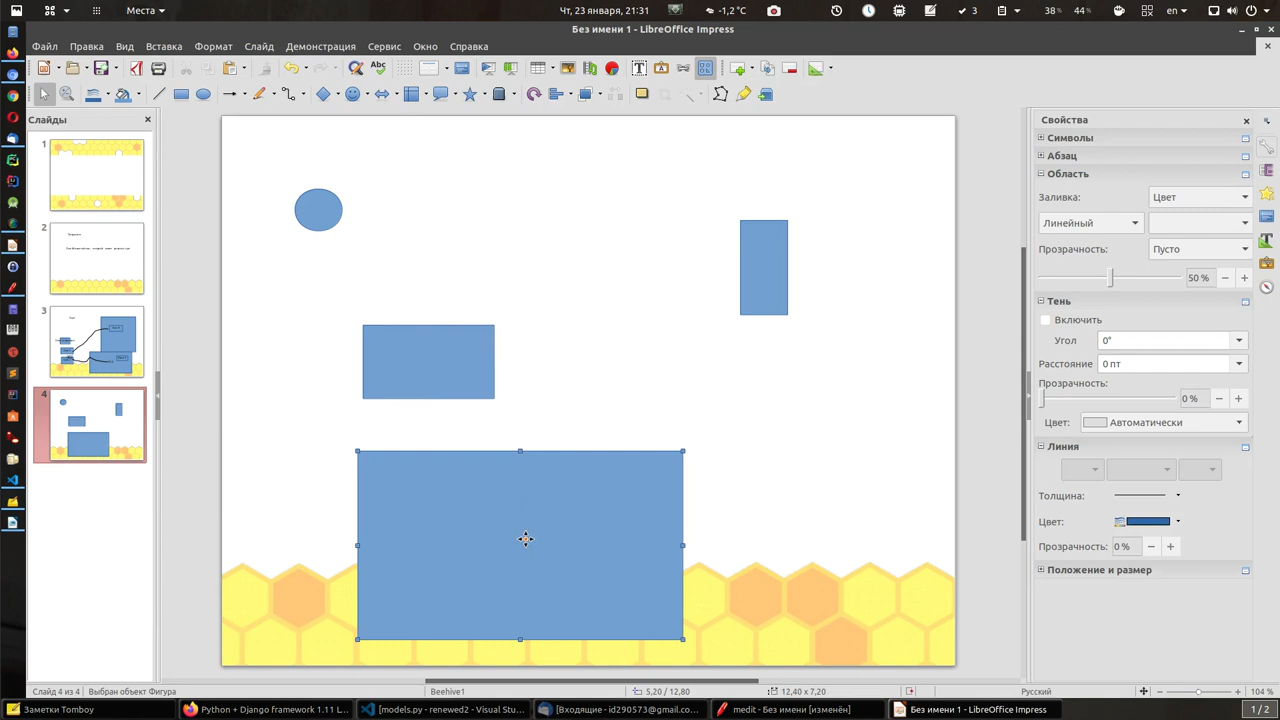 Места
Чт, 23 января, 21:31
-1,2 °C
3
38%
44%
en
Без имени 1 - LibreOffice Impress
Файл Правка Вид Вставка Формат Слайд Демонстрация Сервис Окно Справка
Слайды
1
2
3
4
Свойства
Символы
Абзац
Область
Заливка: Цвет
Линейный
Прозрачность: Пусто
50 %
Тень
Включить
Угол 0°
Расстояние 0 пт
Прозрачность:
0 %
Цвет: Автоматически
Линия
Толщина:
Цвет:
Прозрачность: 0 %
Положение и размер
Слайд 4 из 4 Выбран объект Фигура Beehive1 5,20 / 12,80 12,40 x 7,20 Русский 104 %
Заметки Tomboy Python + Django framework 1.11 L... [models.py - renewed2 - Visual Stu... [Входящие - id290573@gmail.co... medit - Без имени [изменён] Без имени 1 - LibreOffice Impress 1 / 2